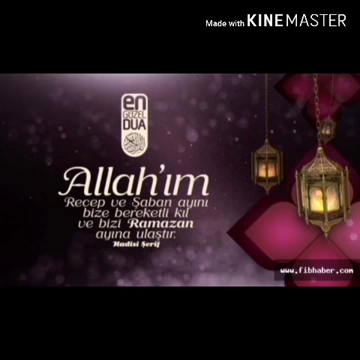 Made with KINEMASTER
en
GÜZEL
DUA
Allah'ım
Recep ve Şaban ayını
bize bereketli kıl
ve bizi Ramazan
ayına ulaştır.
Hadisi Şerif
www.fibhaber.com